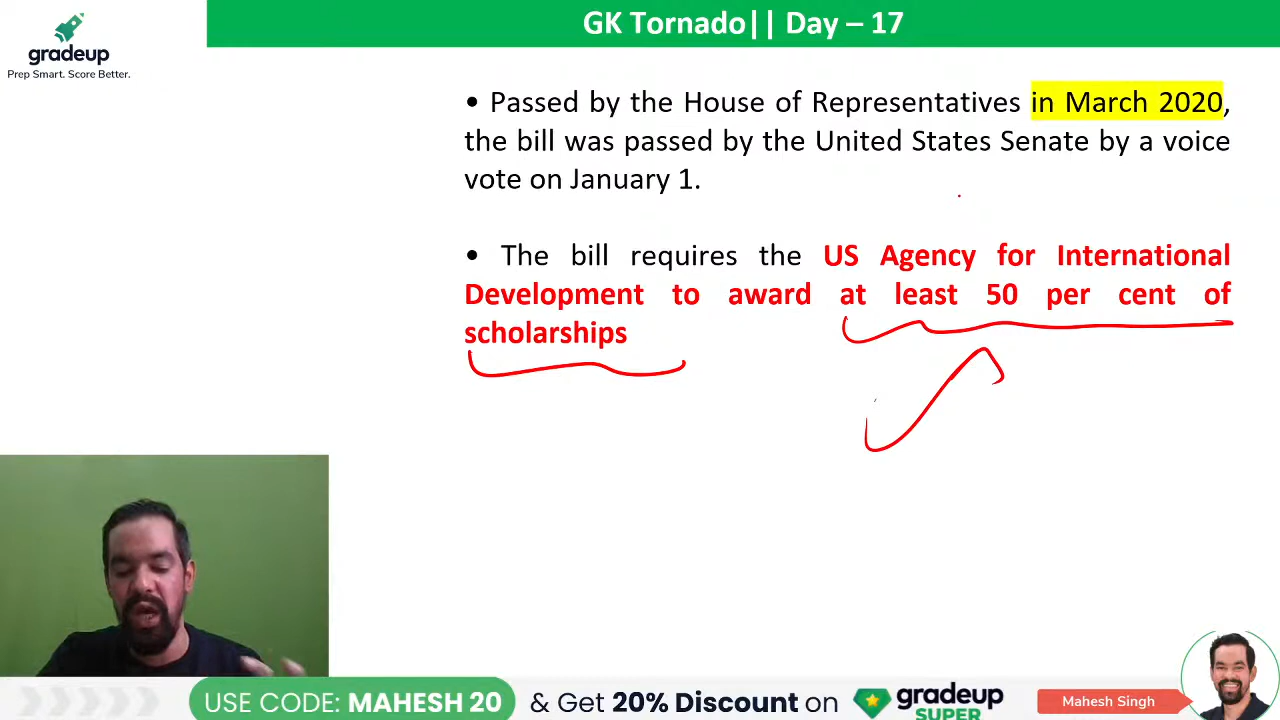 GK Tornado|| Day – 17
gradeup
Prep Smart. Score Better.
• Passed by the House of Representatives in March 2020,
the bill was passed by the United States Senate by a voice
vote on January 1.
• The bill requires the US Agency for International
Development to award at least 50 per cent of
scholarships
USE CODE: MAHESH 20 & Get 20% Discount on gradeup SUPER
Mahesh Singh